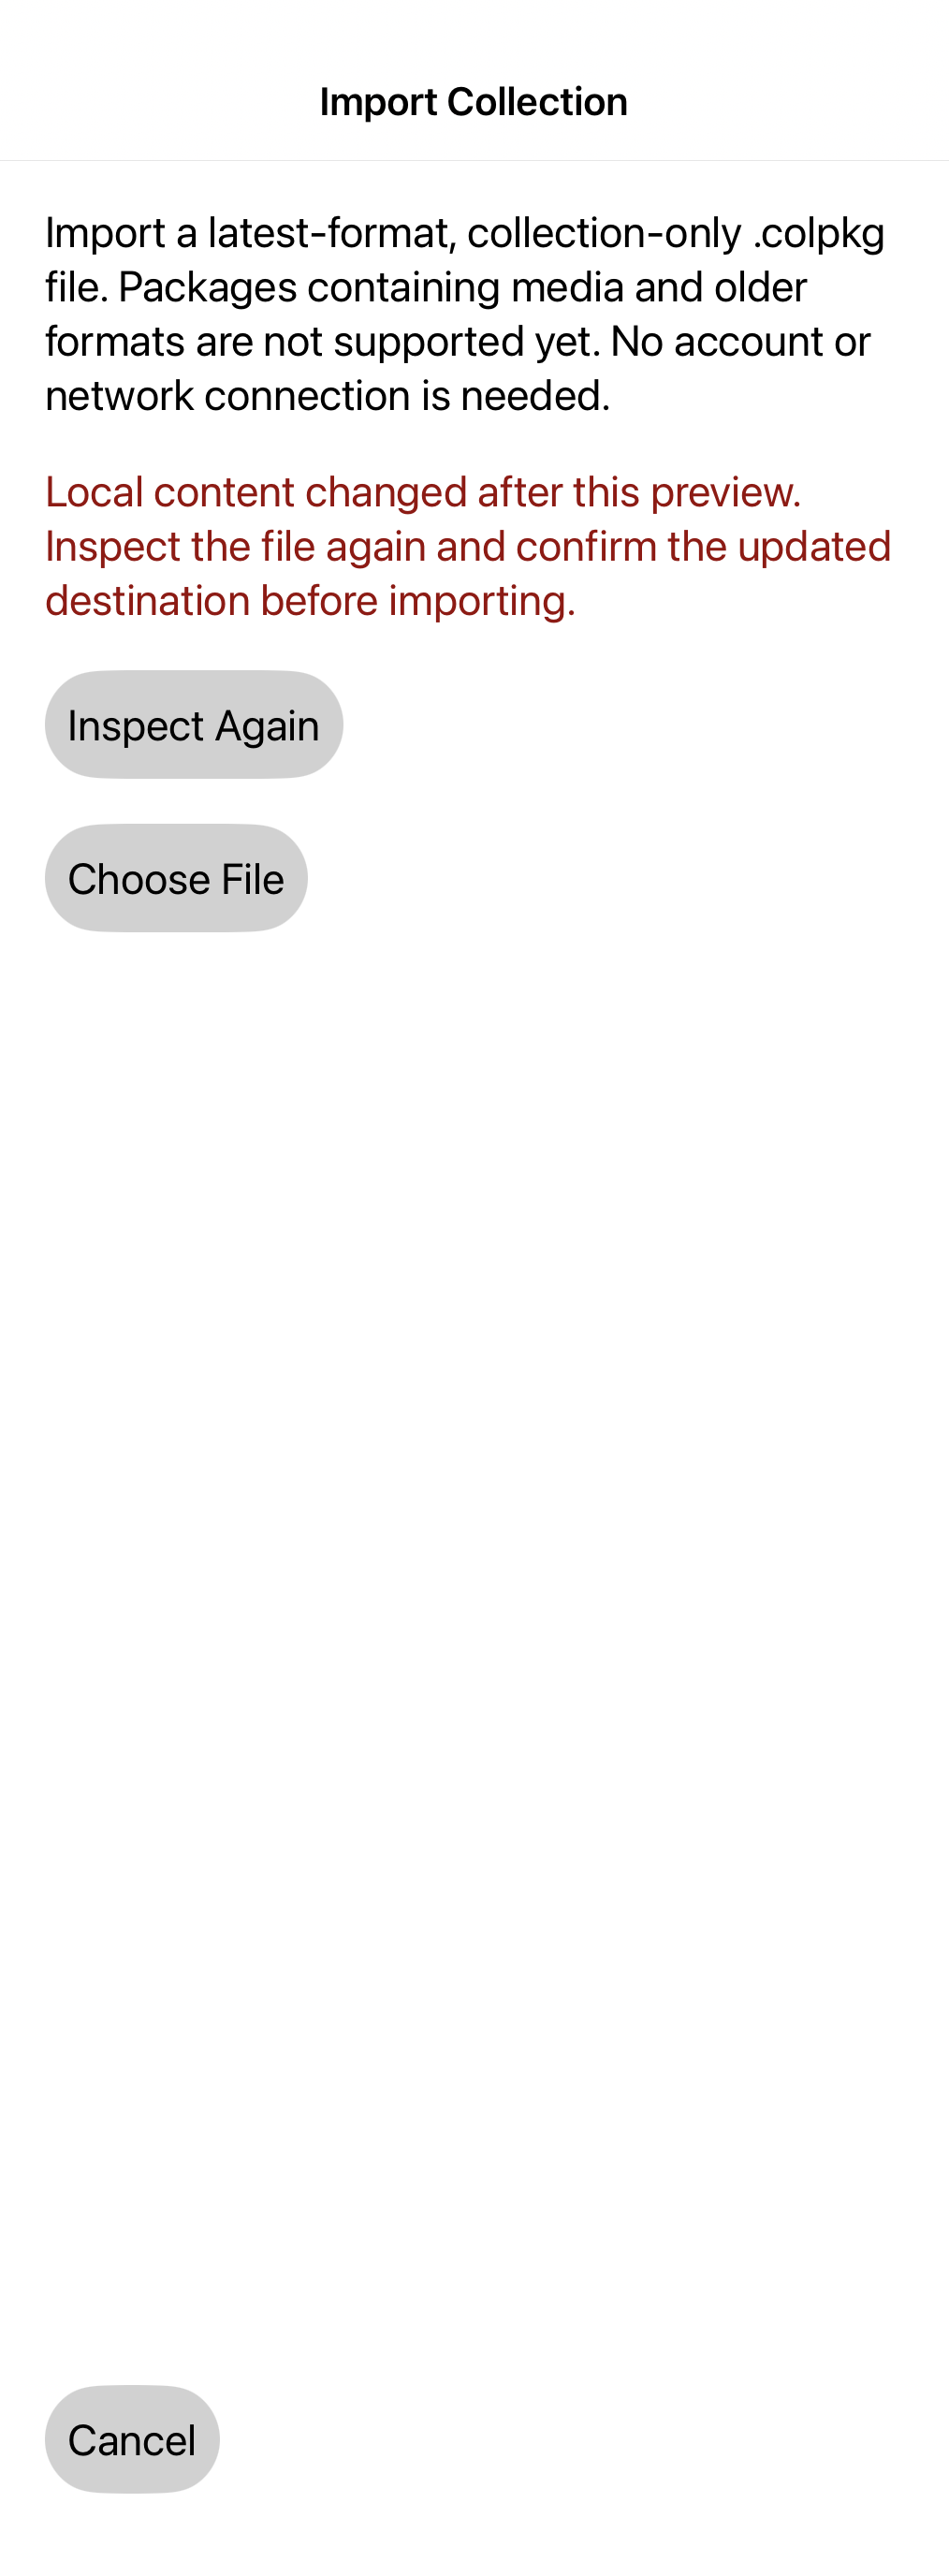 Import Collection
Import a latest-format, collection-only .colpkg
file. Packages containing media and older
formats are not supported yet. No account or
network connection is needed.
Local content changed after this preview.
Inspect the file again and confirm the updated
destination before importing.
Inspect Again
Choose File
Cancel